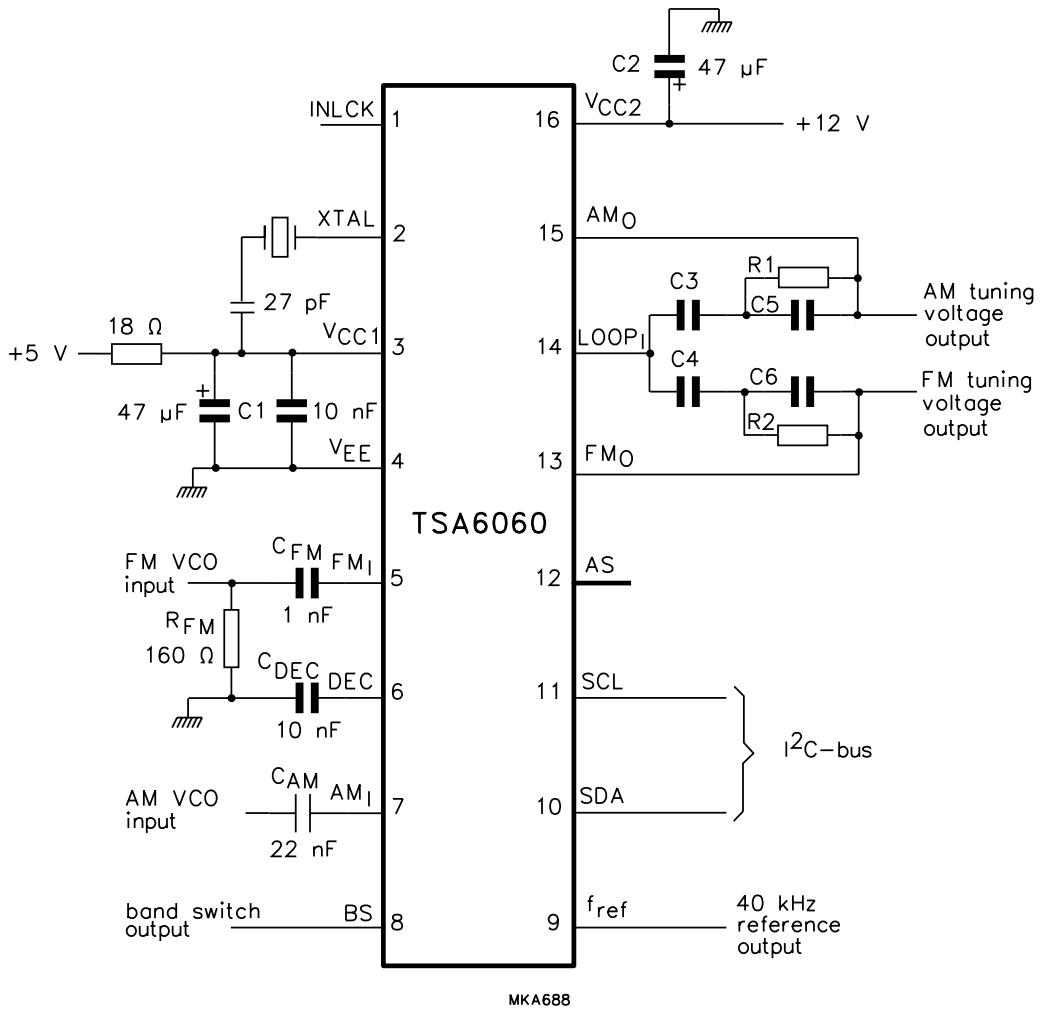 C2 47 µF
+
INLCK 1
16 VCC2
+12 V
XTAL 2
15 AMO
27 pF
R1
C3
C5
AM tuning
voltage
output
18 Ω
+5 V
VCC1 3
14 LOOPI
C4
C6
FM tuning
voltage
output
+
47 µF C1 10 nF
R2
VEE 4
13 FMO
TSA6060
FM VCO
input
CFM
FMI 5
1 nF
12 AS
RFM
160 Ω
CDEC
DEC 6
10 nF
11 SCL
I2C-bus
AM VCO
input
CAM
AMI 7
22 nF
10 SDA
band switch
output
BS 8
9 fref
40 kHz
reference
output
MKA688